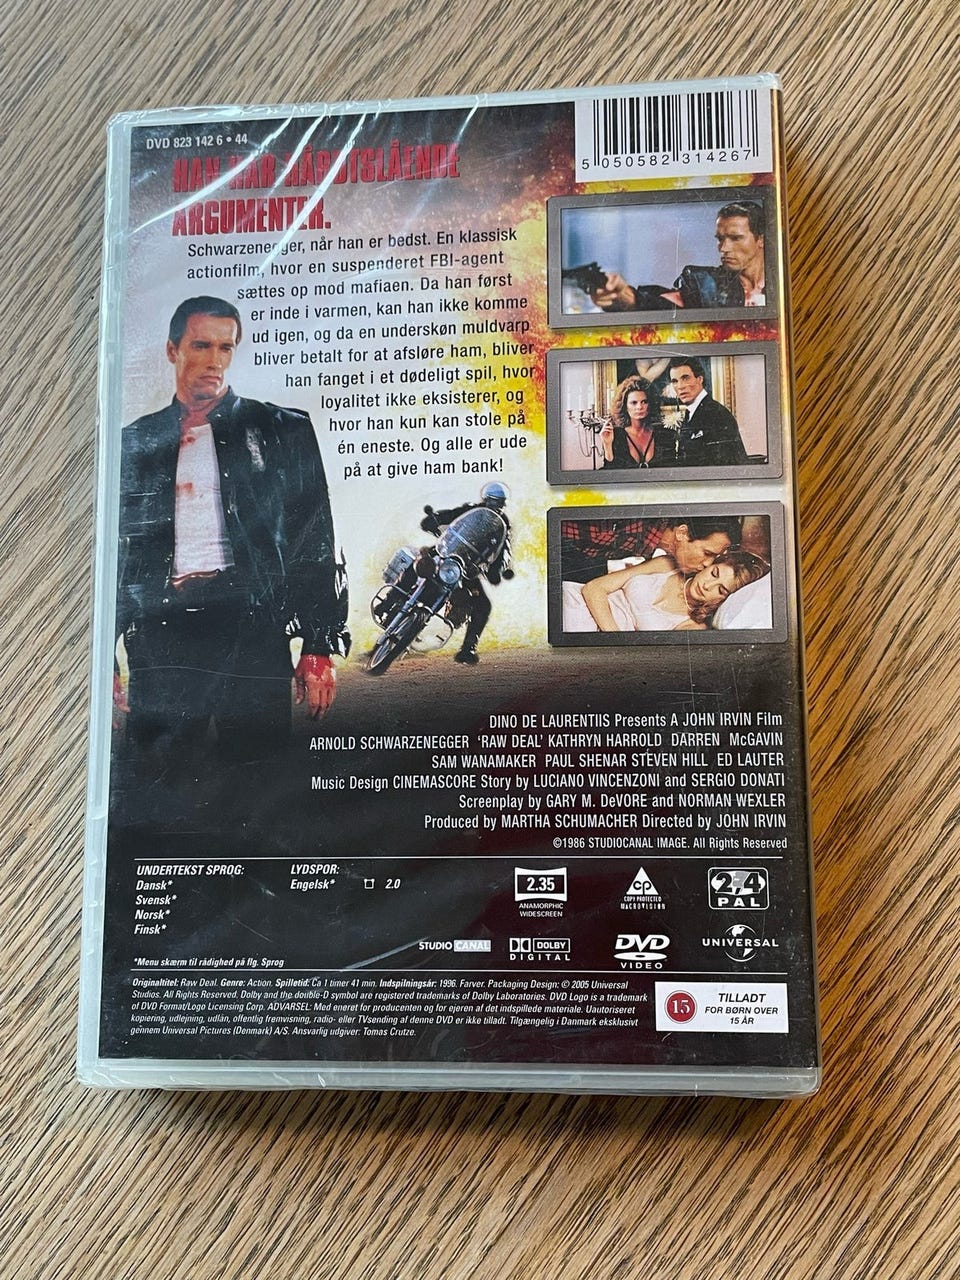 DVD 823 142 6 • 44
5 050582 314267
HAN HAR HÅRDTSLÅENDE
ARGUMENTER.
Schwarzenegger, når han er bedst. En klassisk
actionfilm, hvor en suspenderet FBI-agent
sættes op mod mafiaen. Da han først
er inde i varmen, kan han ikke komme
ud igen, og da en underskøn muldvarp
bliver betalt for at afsløre ham, bliver
han fanget i et dødeligt spil, hvor
loyalitet ikke eksisterer, og
hvor han kun kan stole på
én eneste. Og alle er ude
på at give ham bank!
DINO DE LAURENTIIS Presents A JOHN IRVIN Film
ARNOLD SCHWARZENEGGER 'RAW DEAL' KATHRYN HARROLD DARREN McGAVIN
SAM WANAMAKER PAUL SHENAR STEVEN HILL ED LAUTER
Music Design CINEMASCORE Story by LUCIANO VINCENZONI and SERGIO DONATI
Screenplay by GARY M. DeVORE and NORMAN WEXLER
Produced by MARTHA SCHUMACHER Directed by JOHN IRVIN
©1986 STUDIOCANAL IMAGE. All Rights Reserved
UNDERTEKST SPROG:
Dansk*
Svensk*
Norsk*
Finsk*
LYDSPOR:
Engelsk* 2.0
2.35
ANAMORPHIC
WIDESCREEN
CP
COPY PROTECTED
MACROVISION
2,4
PAL
*Menu skærm til rådighed på flg. Sprog
STUDIO CANAL
DOLBY
DIGITAL
DVD
VIDEO
UNIVERSAL
Originaltitel: Raw Deal. Genre: Action. Spilletid: Ca 1 timer 41 min. Indspilningsår: 1996. Farver. Packaging Design: © 2005 Universal
Studios. All Rights Reserved. Dolby and the double-D symbol are registered trademarks of Dolby Laboratories. DVD Logo is a trademark
of DVD Format/Logo Licensing Corp. ADVARSEL: Med eneret for producenten og for ejeren af det indspillede materiale. Uautoriseret
kopiering, udlejning, udlån, offentlig fremvisning, radio- eller TVsending af denne DVD er ikke tilladt. Tilgængelig i Danmark eksklusivt
gennem Universal Pictures (Denmark) A/S. Ansvarlig udgiver: Tomas Crutze.
15
TILLADT
FOR BØRN OVER
15 ÅR